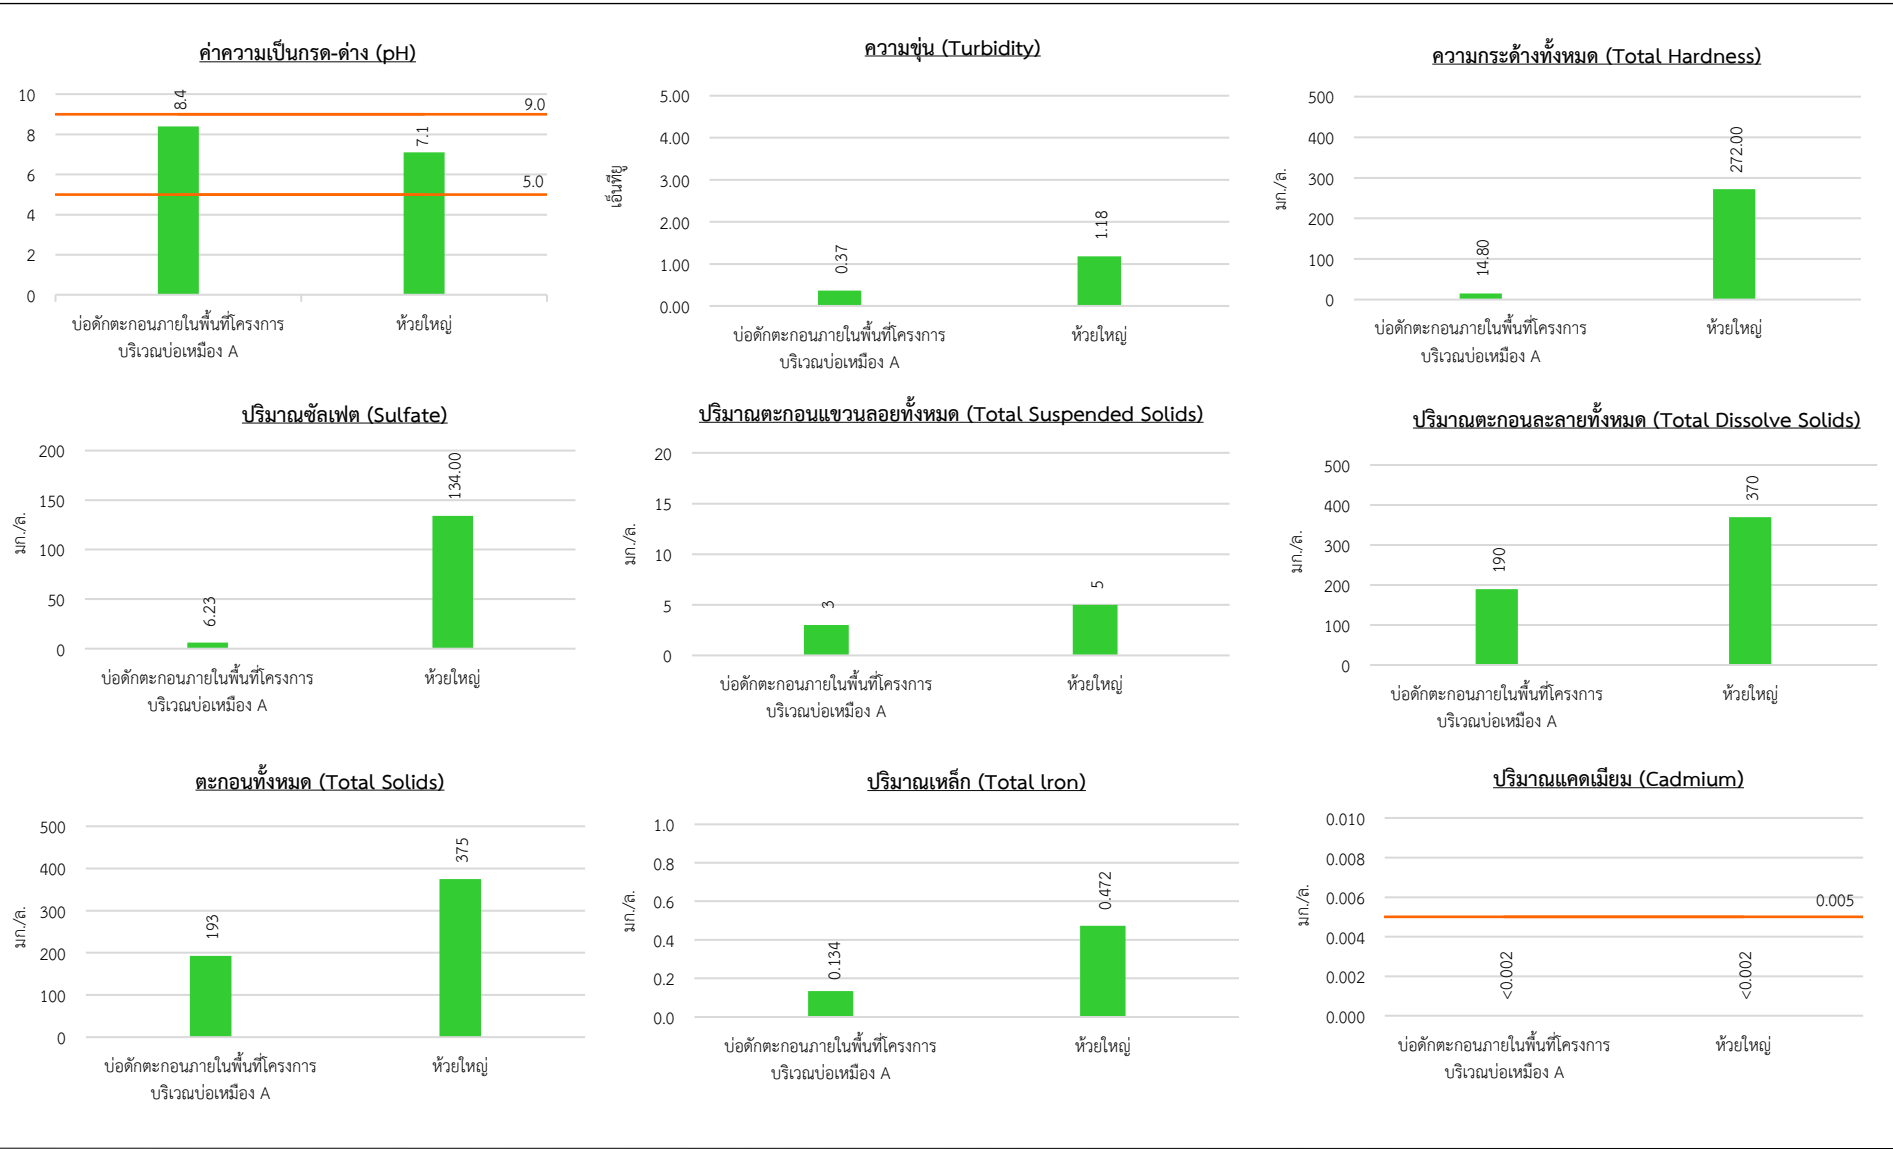 ค่าความเป็นกรด-ด่าง (pH)
10
8
6
4
2
0
8.4
7.1
9.0
5.0
บ่อดักตะกอนภายในพื้นที่โครงการ
บริเวณบ่อเหมือง A
ห้วยใหญ่
ความขุ่น (Turbidity)
เอ็นทียู
5.00
4.00
3.00
2.00
1.00
0.00
0.37
1.18
บ่อดักตะกอนภายในพื้นที่โครงการ
บริเวณบ่อเหมือง A
ห้วยใหญ่
ความกระด้างทั้งหมด (Total Hardness)
มก./ล.
500
400
300
200
100
0
14.80
272.00
บ่อดักตะกอนภายในพื้นที่โครงการ
บริเวณบ่อเหมือง A
ห้วยใหญ่
ปริมาณซัลเฟต (Sulfate)
มก./ล.
200
150
100
50
0
6.23
134.00
บ่อดักตะกอนภายในพื้นที่โครงการ
บริเวณบ่อเหมือง A
ห้วยใหญ่
ปริมาณตะกอนแขวนลอยทั้งหมด (Total Suspended Solids)
มก./ล.
20
15
10
5
0
3
5
บ่อดักตะกอนภายในพื้นที่โครงการ
บริเวณบ่อเหมือง A
ห้วยใหญ่
ปริมาณตะกอนละลายทั้งหมด (Total Dissolve Solids)
มก./ล.
500
400
300
200
100
0
190
370
บ่อดักตะกอนภายในพื้นที่โครงการ
บริเวณบ่อเหมือง A
ห้วยใหญ่
ตะกอนทั้งหมด (Total Solids)
มก./ล.
500
400
300
200
100
0
193
375
บ่อดักตะกอนภายในพื้นที่โครงการ
บริเวณบ่อเหมือง A
ห้วยใหญ่
ปริมาณเหล็ก (Total lron)
มก./ล.
1.0
0.8
0.6
0.4
0.2
0.0
0.134
0.472
บ่อดักตะกอนภายในพื้นที่โครงการ
บริเวณบ่อเหมือง A
ห้วยใหญ่
ปริมาณแคดเมียม (Cadmium)
มก./ล.
0.010
0.008
0.006
0.004
0.002
0.000
0.005
<0.002
<0.002
บ่อดักตะกอนภายในพื้นที่โครงการ
บริเวณบ่อเหมือง A
ห้วยใหญ่